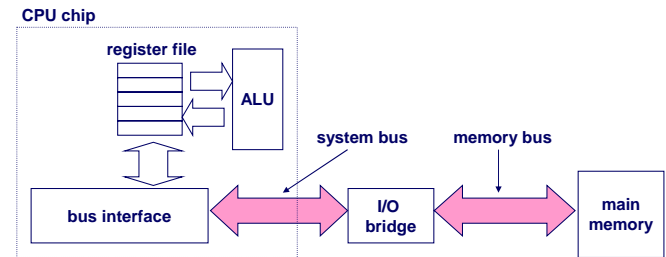 CPU chip
register file
ALU
system bus
memory bus
bus interface
I/O
bridge
main
memory